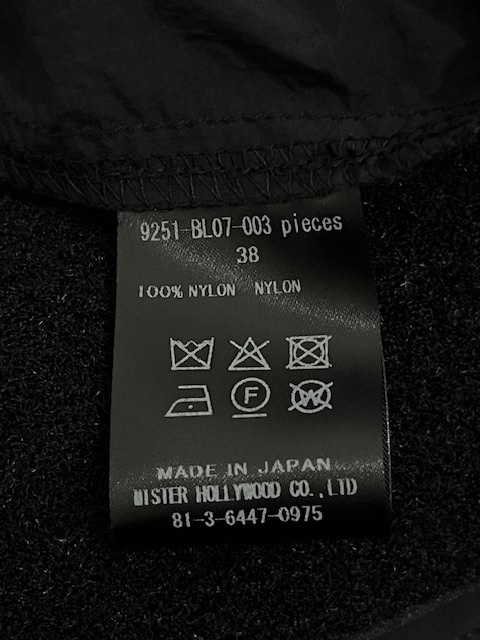 9251-BL07-003 pieces
38
100% NYLON NYLON
F
W
MADE IN JAPAN
MISTER HOLLYWOOD CO.,LTD
81-3-6447-0975